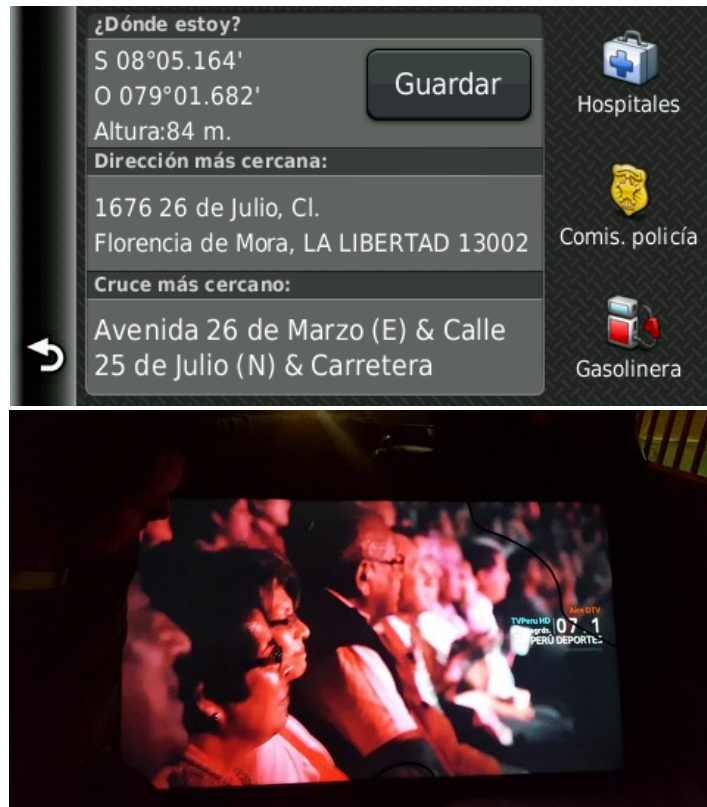 ¿Dónde estoy?
S 08°05.164'
O 079°01.682'
Altura:84 m.
Guardar
Dirección más cercana:
1676 26 de Julio, Cl.
Florencia de Mora, LA LIBERTAD 13002
Cruce más cercano:
Avenida 26 de Marzo (E) & Calle
25 de Julio (N) & Carretera
Hospitales
Comis. policía
Gasolinera
Aire DTV
TVPeru HD
07 1
PERÚ DEPORTES